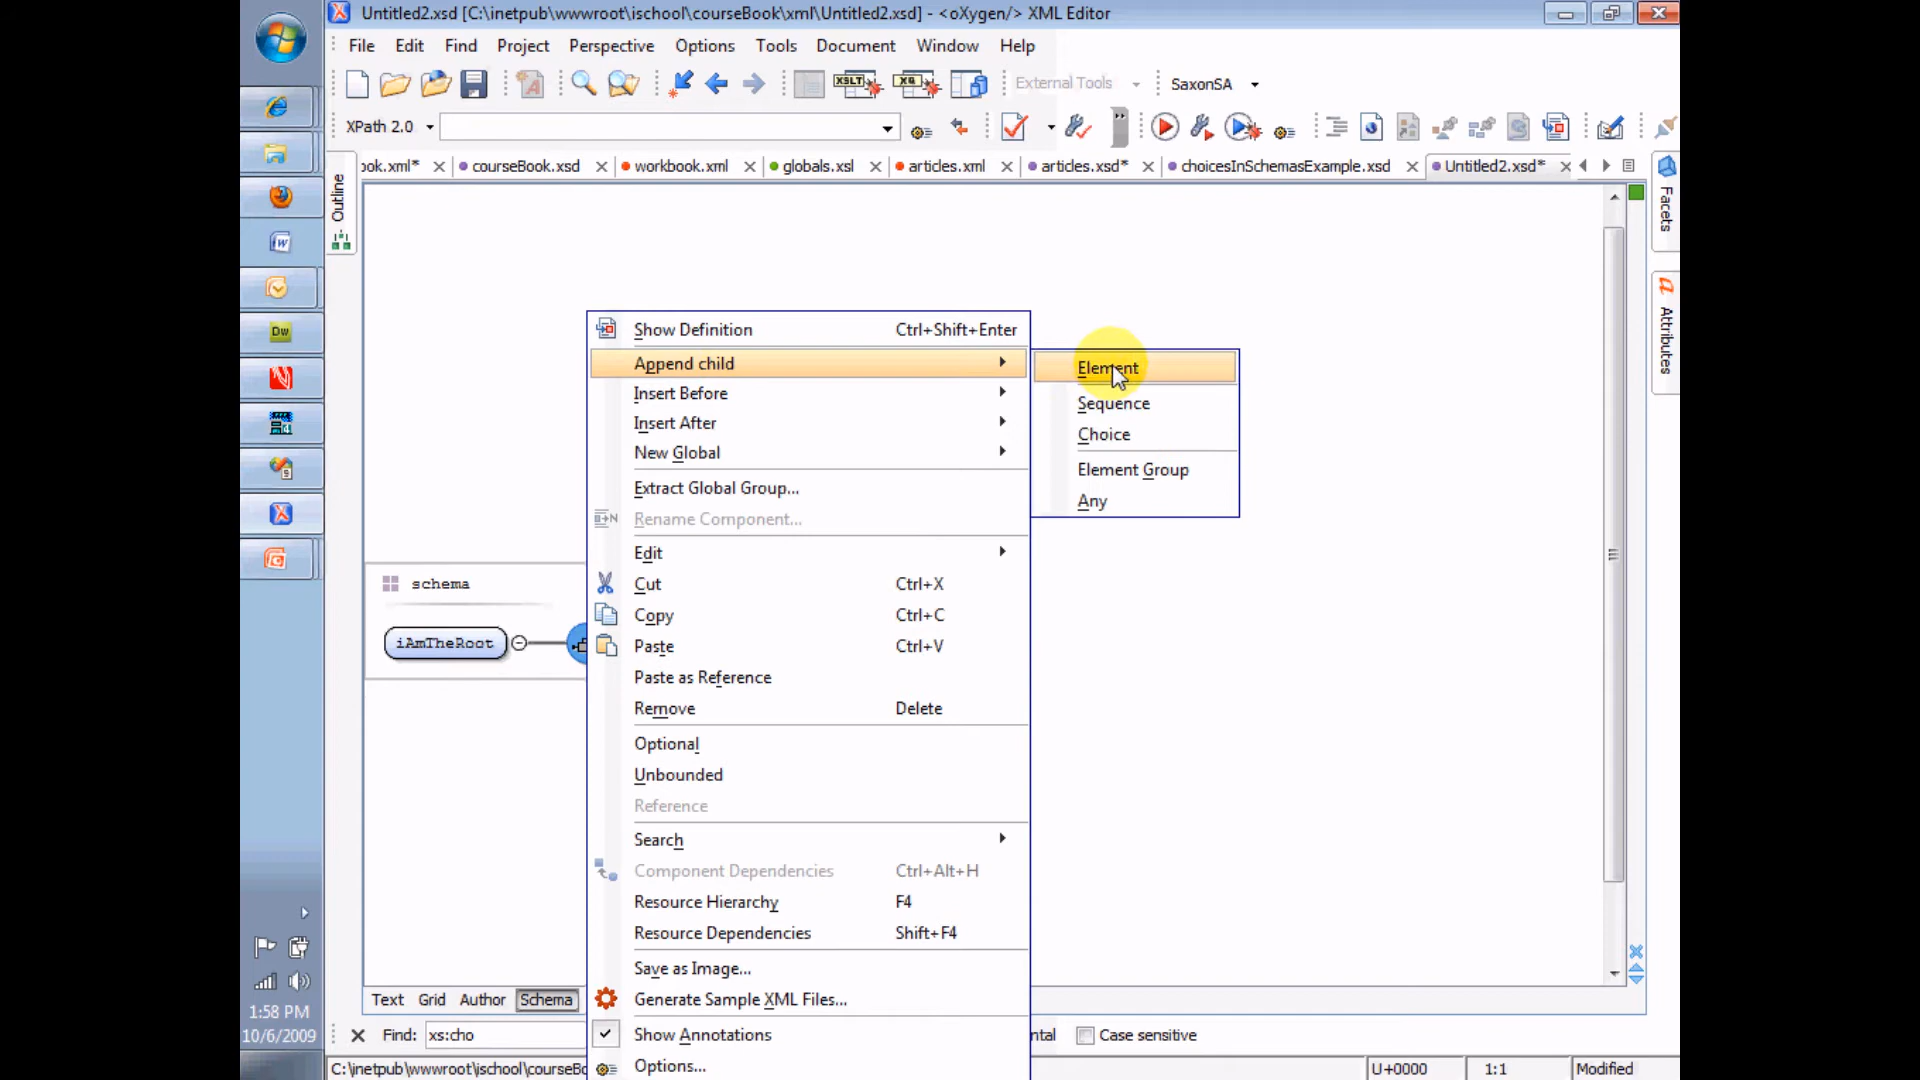 Untitled2.xsd [C:\inetpub\wwwroot\ischool\courseBook\xml\Untitled2.xsd] - <oXygen/> XML Editor
File Edit Find Project Perspective Options Tools Document Window Help
XSLT XQ External Tools SaxonSA
XPath 2.0
ook.xml* courseBook.xsd workbook.xml globals.xsl articles.xml articles.xsd* choicesInSchemasExample.xsd Untitled2.xsd*
Outline
Facets
Attributes
Show Definition Ctrl+Shift+Enter
Append child
Insert Before
Insert After
New Global
Extract Global Group...
Rename Component...
Edit
Cut Ctrl+X
Copy Ctrl+C
Paste Ctrl+V
Paste as Reference
Remove Delete
Optional
Unbounded
Reference
Search
Component Dependencies Ctrl+Alt+H
Resource Hierarchy F4
Resource Dependencies Shift+F4
Save as Image...
Generate Sample XML Files...
Show Annotations
Options...
Element
Sequence
Choice
Element Group
Any
schema
iAmTheRoot
Dw
1:58 PM
10/6/2009
Text Grid Author Schema
Find: xs:cho ntal Case sensitive
C:\inetpub\wwwroot\ischool\courseBo U+0000 1:1 Modified